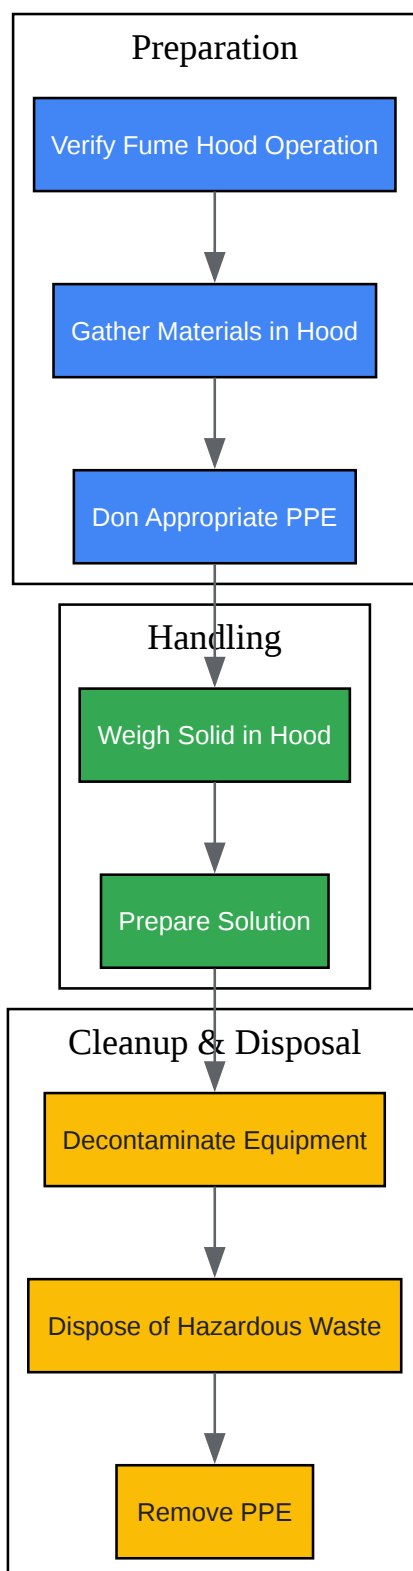 Preparation
Verify Fume Hood Operation
Gather Materials in Hood
Don Appropriate PPE
Handling
Weigh Solid in Hood
Prepare Solution
Cleanup & Disposal
Decontaminate Equipment
Dispose of Hazardous Waste
Remove PPE